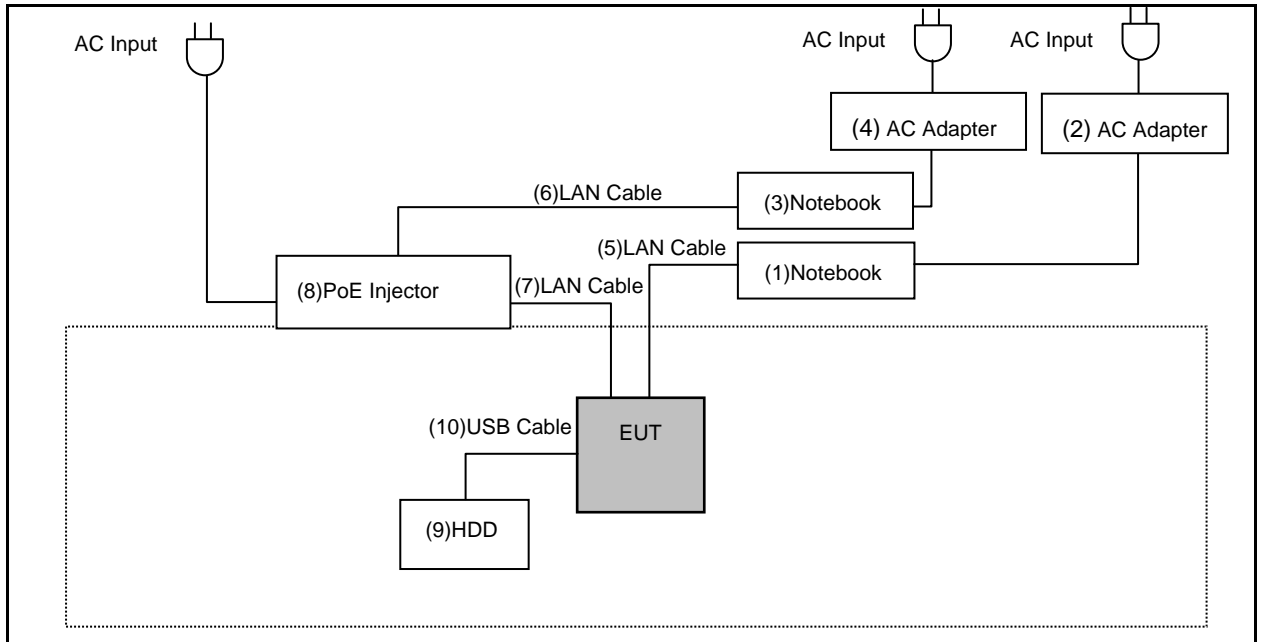 AC Input
AC Input
AC Input
(4) AC Adapter
(2) AC Adapter
(6)LAN Cable
(3)Notebook
(5)LAN Cable
(1)Notebook
(8)PoE Injector
(7)LAN Cable
(10)USB Cable
EUT
(9)HDD